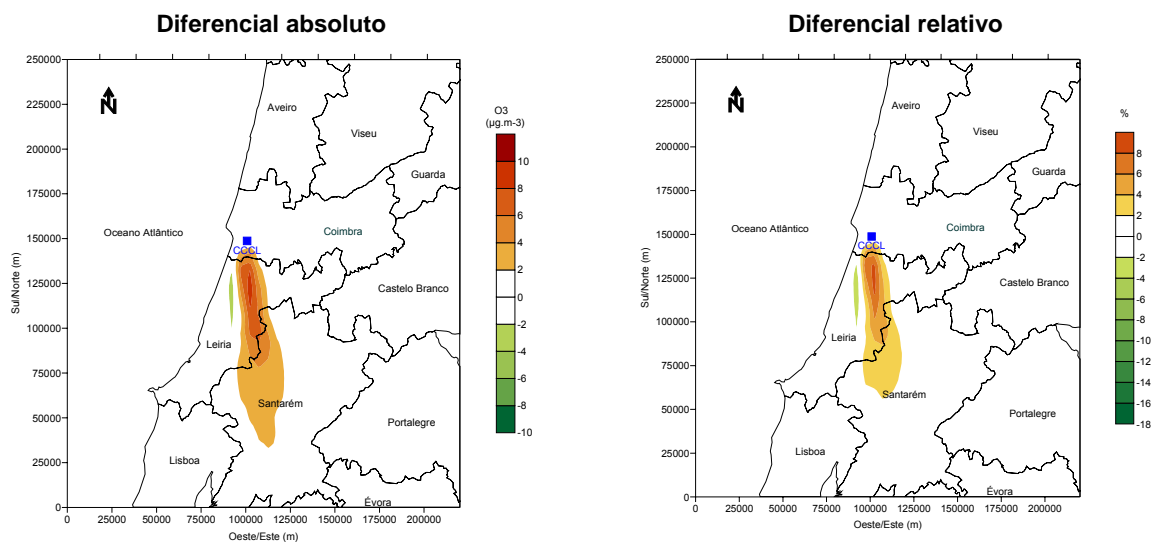 Diferencial absoluto
250000
225000
200000
175000
150000
125000
100000
75000
50000
25000
0
0
25000
50000
75000
100000
125000
150000
175000
200000
Sul/Norte (m)
Oeste/Este (m)
N
Aveiro
Viseu
Guarda
Oceano Atlântico
Coimbra
CCCL
Castelo Branco
Leiria
Santarém
Portalegre
Lisboa
Évora
O3
(µg.m-3)
10
8
6
4
2
0
-2
-4
-6
-8
-10
Diferencial relativo
250000
225000
200000
175000
150000
125000
100000
75000
50000
25000
0
0
25000
50000
75000
100000
125000
150000
175000
200000
Sul/Norte (m)
Oeste/Este (m)
N
Aveiro
Viseu
Guarda
Oceano Atlântico
Coimbra
CCCL
Castelo Branco
Leiria
Santarém
Portalegre
Lisboa
Évora
%
8
6
4
2
0
-2
-4
-6
-8
-10
-12
-14
-16
-18